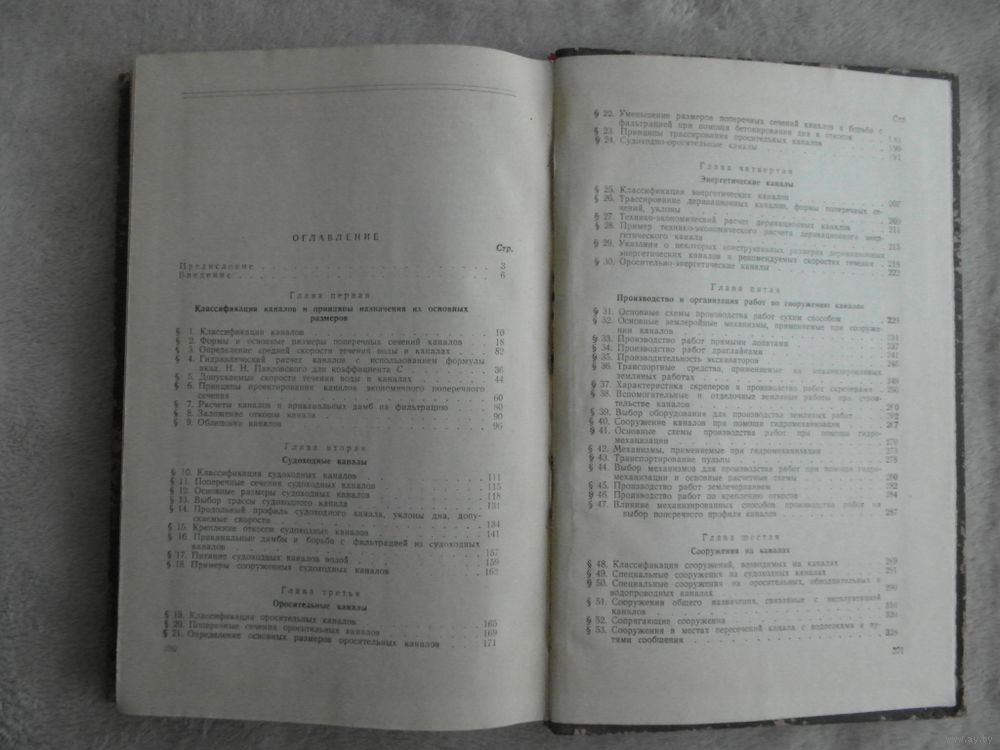 ОГЛАВЛЕНИЕ
Стр.
Предисловие . . . 3
Введение . . . 6
Глава первая
Классификация каналов и принципы назначения их основных
размеров
§ 1. Классификация каналов . . . 10
§ 2. Формы и основные размеры поперечных сечений каналов . 18
§ 3. Определение средней скорости течения воды в каналах . . 82
§ 4. Гидравлический расчет каналов с использованием формулы
акад. Н. Н. Павловского для коэффициента С . . . 36
§ 5. Допускаемые скорости течения воды в каналах . . . 44
§ 6. Принципы проектирования каналов экономичного поперечного
сечения . . . 60
§ 7. Расчеты каналов и приканальных дамб на фильтрацию . . . 80
§ 8. Заложение откосов канала . . . 90
§ 9. Облицовка каналов . . . 96
Глава вторая
Судоходные каналы
§ 10. Классификация судоходных каналов . . . 111
§ 11. Поперечные сечения судоходных каналов . . . 115
§ 12. Основные размеры судоходных каналов . . . 118
§ 13. Выбор трассы судоходного канала . . . 131
§ 14. Продольный профиль судоходного канала, уклоны дна, допу-
скаемые скорости . . . 134
§ 15. Крепление откосов судоходных каналов . . . 141
§ 16. Приканальные дамбы и борьба с фильтрацией из судоходных
каналов . . . 157
§ 17. Питание судоходных каналов водой . . . 159
§ 18. Примеры сооруженных судоходных каналов . . . 162
Глава третья
Оросительные каналы
§ 19. Классификация оросительных каналов . . . 165
§ 20. Поперечные сечения оросительных каналов . . . 169
§ 21. Определение основных размеров оросительных каналов . . . 171
Стр.
§ 22. Уменьшение размеров поперечных сечений каналов и борьба с
фильтрацией при помощи бетонирования дна и откосов
§ 23. Принципы трассирования оросительных каналов
§ 24. Судоходно-оросительные каналы . . . 191
Глава четвертая
Энергетические каналы
§ 25. Классификация энергетических каналов
§ 26. Трассирование деривационных каналов, формы поперечных се-
чений, уклоны
§ 27. Технико-экономический расчет деривационных каналов
§ 28. Пример технико-экономического расчета деривационного энер-
гетического канала
§ 29. Указания о некоторых конструктивных размерах деривационных
энергетических каналов и рекомендуемых скоростях течения . 218
§ 30. Оросительно-энергетические каналы . . . 222
Глава пятая
Производство и организация работ по сооружению каналов
§ 31. Основные схемы производства работ сухим способом
§ 32. Основные землеройные механизмы, применяемые при сооруже-
нии каналов
§ 33. Производство работ прямыми лопатами
§ 34. Производство работ драглайнами
§ 35. Производительность экскаваторов
§ 36. Транспортные средства, применяемые на механизированных
земляных работах
§ 37. Характеристика скреперов и производство работ скреперами
§ 38. Вспомогательные и отделочные земляные работы при строи-
тельстве каналов
§ 39. Выбор оборудования для производства земляных работ
§ 40. Сооружение каналов при помощи гидромеханизации
§ 41. Основные схемы производства работ при помощи гидро-
механизации
§ 42. Механизмы, применяемые при гидромеханизации
§ 43. Транспортирование пульпы
§ 44. Выбор механизмов для производства работ при помощи гидро-
механизации и основные расчетные схемы
§ 45. Производство работ землечерпанием
§ 46. Производство работ по креплению откосов
§ 47. Влияние механизированных способов производства работ на
выбор поперечного профиля каналов . . . 287
Глава шестая
Сооружения на каналах
§ 48. Классификация сооружений, возводимых на каналах
§ 49. Специальные сооружения на судоходных каналах
§ 50. Специальные сооружения на оросительных, обводнительных и
водопроводных каналах
§ 51. Сооружения общего назначения, связанные с эксплуатацией
каналов
§ 52. Сопрягающие сооружения
§ 53. Сооружения в местах пересечений канала с водотоками и пу-
тями сообщения
www.ay.by